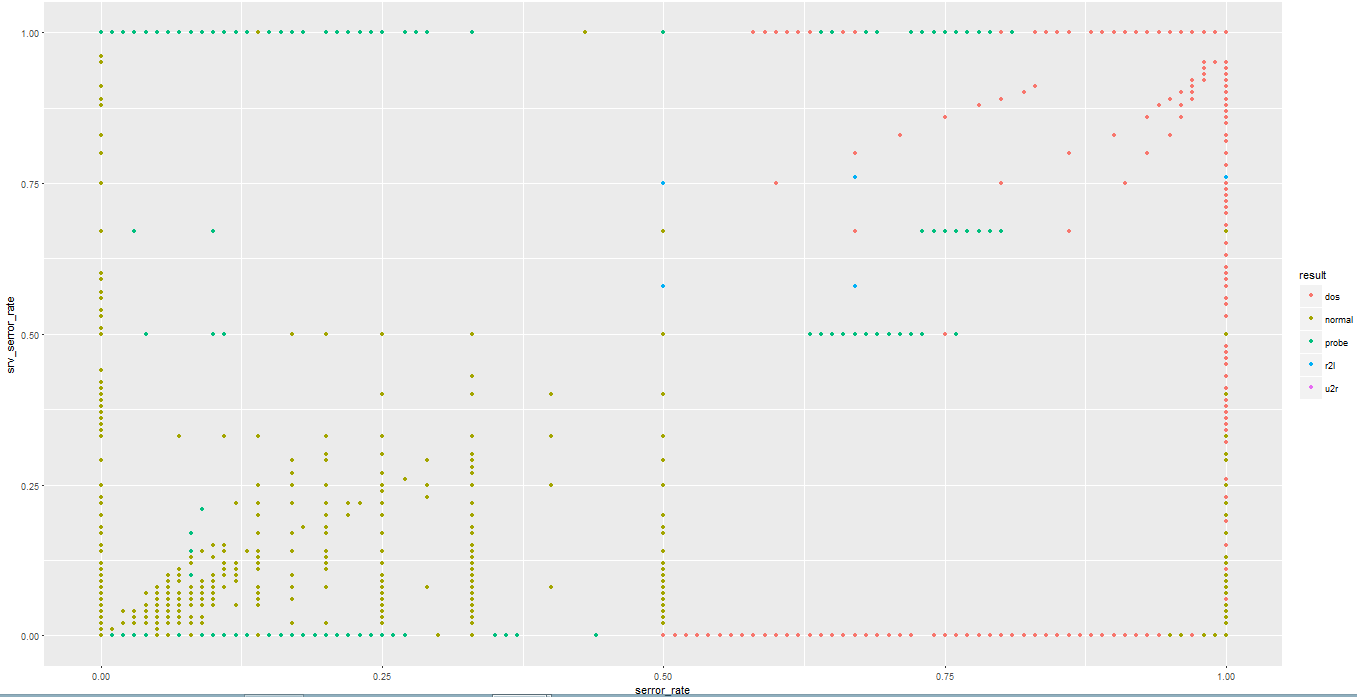 1.00
0.75
0.50
0.25
0.00
srv_serror_rate
0.00 0.25 0.50 0.75 1.00
serror_rate
result
dos
normal
probe
r2l
u2r